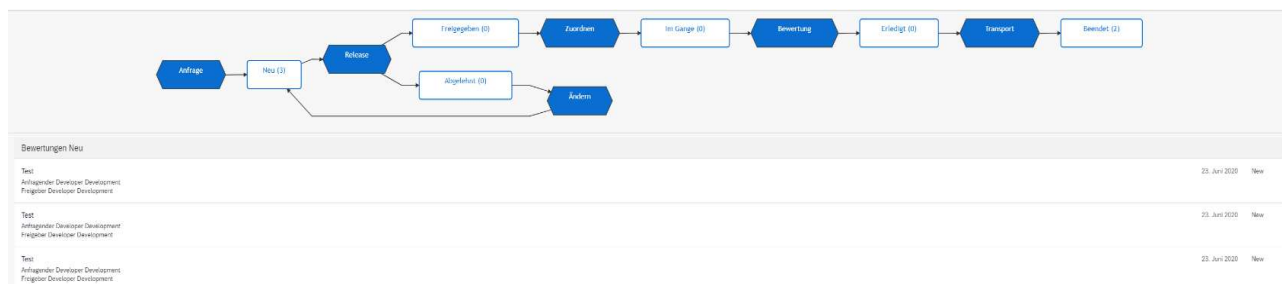 Freigegeben (0)
Zuordnen
Im Gange (0)
Bewertung
Erledigt (0)
Transport
Beendet (2)
Release
Anfrage
Neu (3)
Abgelehnt (0)
Ändern
Bewertungen Neu
Test
23. Juni 2020 New
Anfragender Developer Development
Freigeber Developer Development
Test
23. Juni 2020 New
Anfragender Developer Development
Freigeber Developer Development
Test
23. Juni 2020 New
Anfragender Developer Development
Freigeber Developer Development